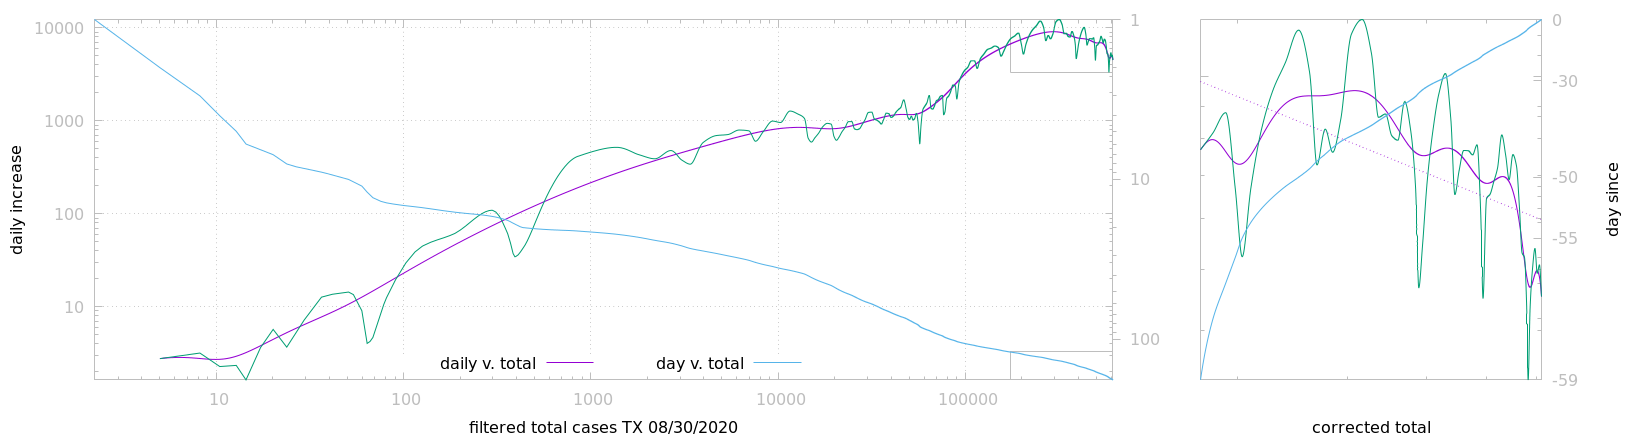 daily increase
10000
1000
100
10
daily v. total
day v. total
10
100
1000
10000
100000
filtered total cases TX 08/30/2020
1
10
100
0
-30
-50
-55
-59
day since
corrected total